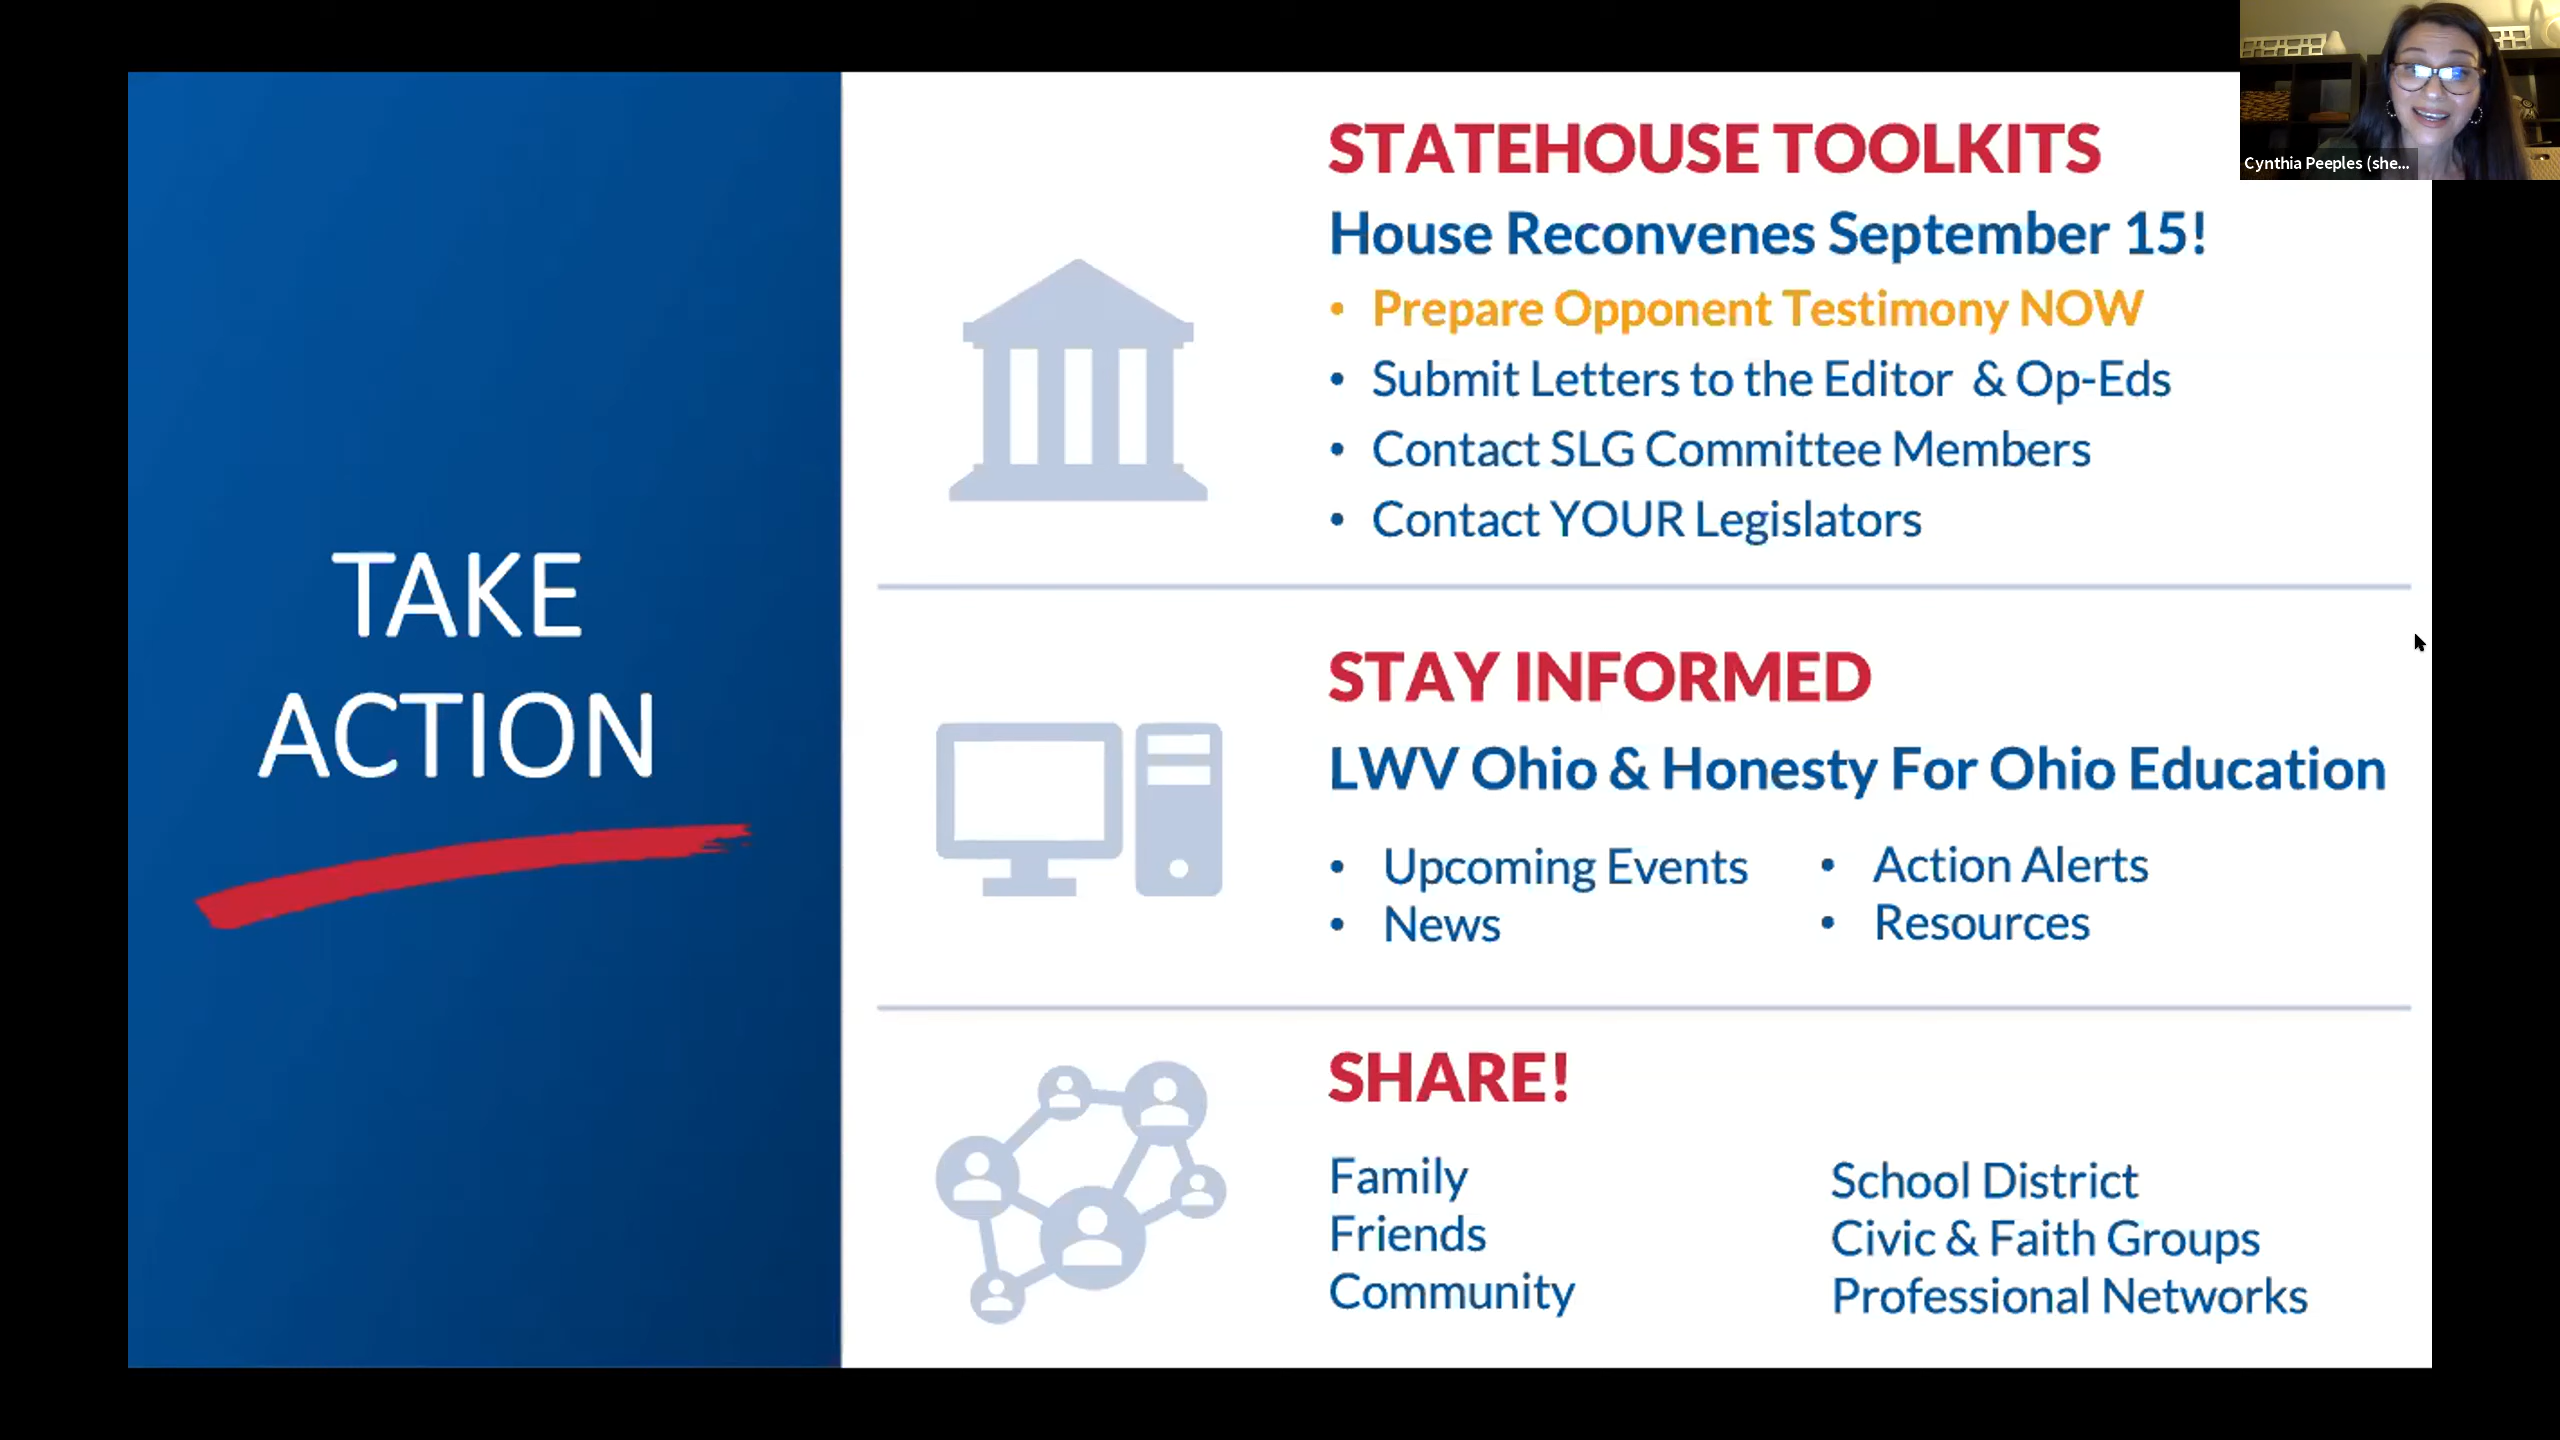 TAKE
ACTION
STATEHOUSE TOOLKITS
House Reconvenes September 15!
• Prepare Opponent Testimony NOW
• Submit Letters to the Editor & Op-Eds
• Contact SLG Committee Members
• Contact YOUR Legislators
STAY INFORMED
LWV Ohio & Honesty For Ohio Education
• Upcoming Events
• News
• Action Alerts
• Resources
SHARE!
Family
Friends
Community
School District
Civic & Faith Groups
Professional Networks
Cynthia Peeples (she...